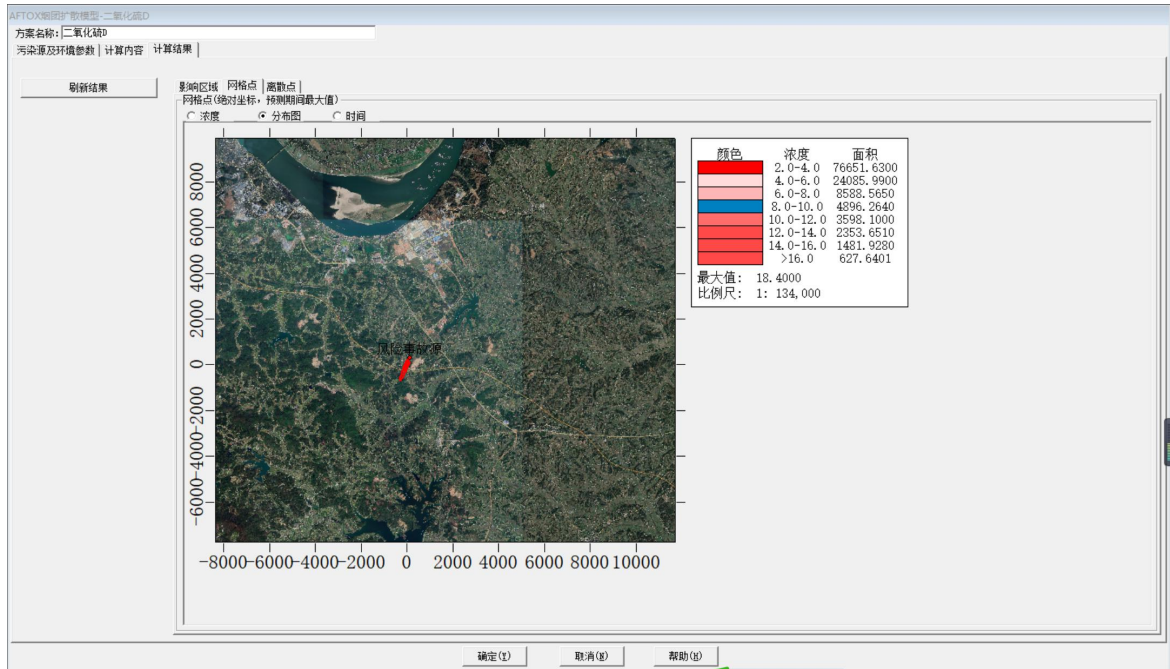 AFTOX烟团扩散模型-二氧化硫D
方案名称: 二氧化硫D
污染源及环境参数 计算内容 计算结果
刷新结果
影响区域 网格点 离散点
网格点(绝对坐标，预测期间最大值)
浓度 分布图 时间
颜色 浓度 面积
2.0-4.0 76651.6300
4.0-6.0 24085.9900
6.0-8.0 8588.5650
8.0-10.0 4896.2640
10.0-12.0 3598.1000
12.0-14.0 2353.6510
14.0-16.0 1481.9280
>16.0 627.6401
最大值: 18.4000
比例尺: 1: 134,000
8000
6000
4000
2000
0
-2000
-4000
-6000
风险事故源
-8000 -6000 -4000 -2000 0 2000 4000 6000 8000 10000
确定(Y) 取消(N) 帮助(H)